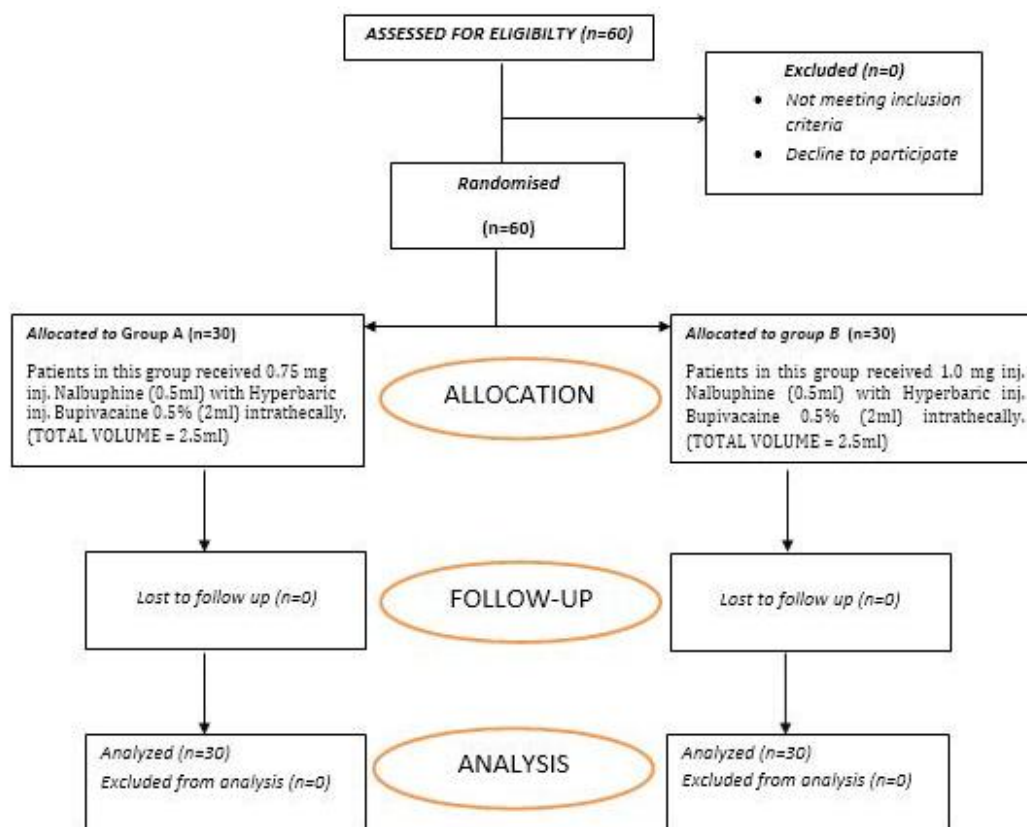 ASSESSED FOR ELIGIBILTY (n=60)
Excluded (n=0)
• Not meeting inclusion
criteria
• Decline to participate
Randomised
(n=60)
Allocated to Group A (n=30)
Patients in this group received 0.75 mg
inj. Nalbuphine (0.5ml) with Hyperbaric
inj. Bupivacaine 0.5% (2ml) intrathecally.
(TOTAL VOLUME = 2.5ml)
ALLOCATION
Allocated to group B (n=30)
Patients in this group received 1.0 mg inj.
Nalbuphine (0.5ml) with Hyperbaric inj.
Bupivacaine 0.5% (2ml) intrathecally.
(TOTAL VOLUME = 2.5ml)
Lost to follow up (n=0)
FOLLOW-UP
Lost to follow up (n=0)
Analyzed (n=30)
Excluded from analysis (n=0)
ANALYSIS
Analyzed (n=30)
Excluded from analysis (n=0)